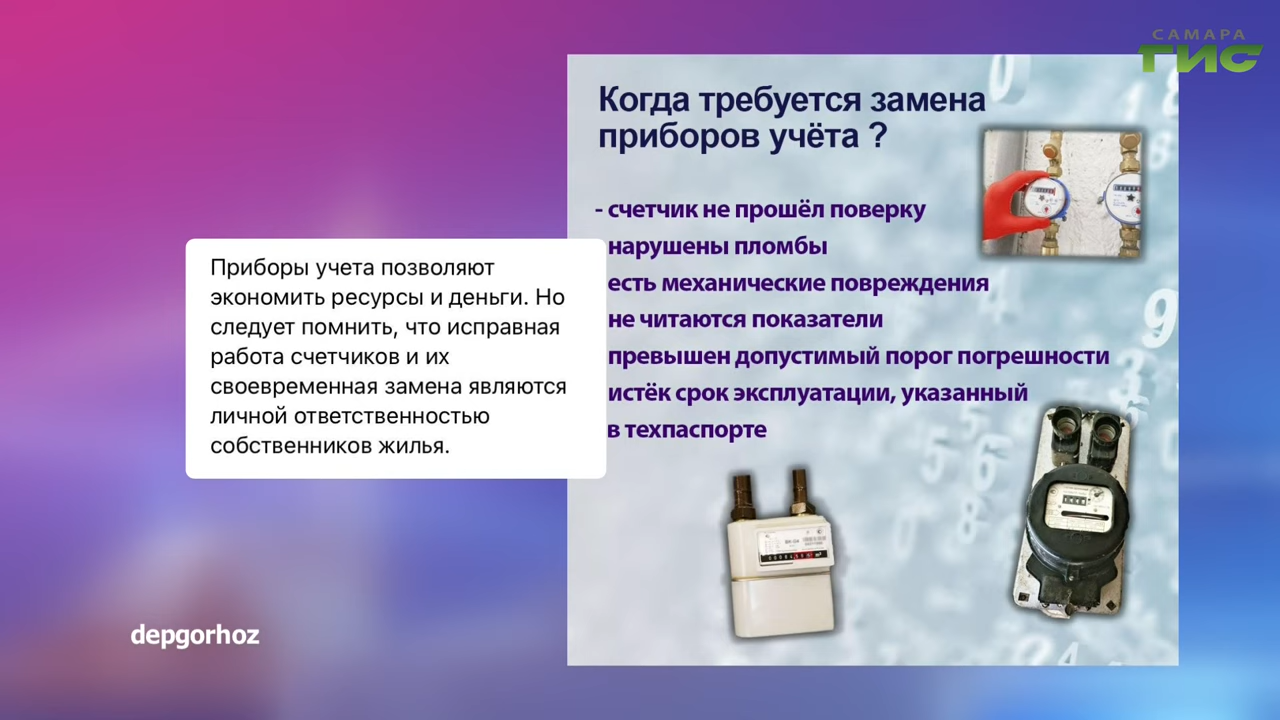 САМАРА
ГИС
Когда требуется замена
приборов учёта ?
- счетчик не прошёл поверку
нарушены пломбы
есть механические повреждения
не читаются показатели
превышен допустимый порог погрешности
истёк срок эксплуатации, указанный
в техпаспорте
Приборы учета позволяют
экономить ресурсы и деньги. Но
следует помнить, что исправная
работа счетчиков и их
своевременная замена являются
личной ответственностью
собственников жилья.
depgorhoz